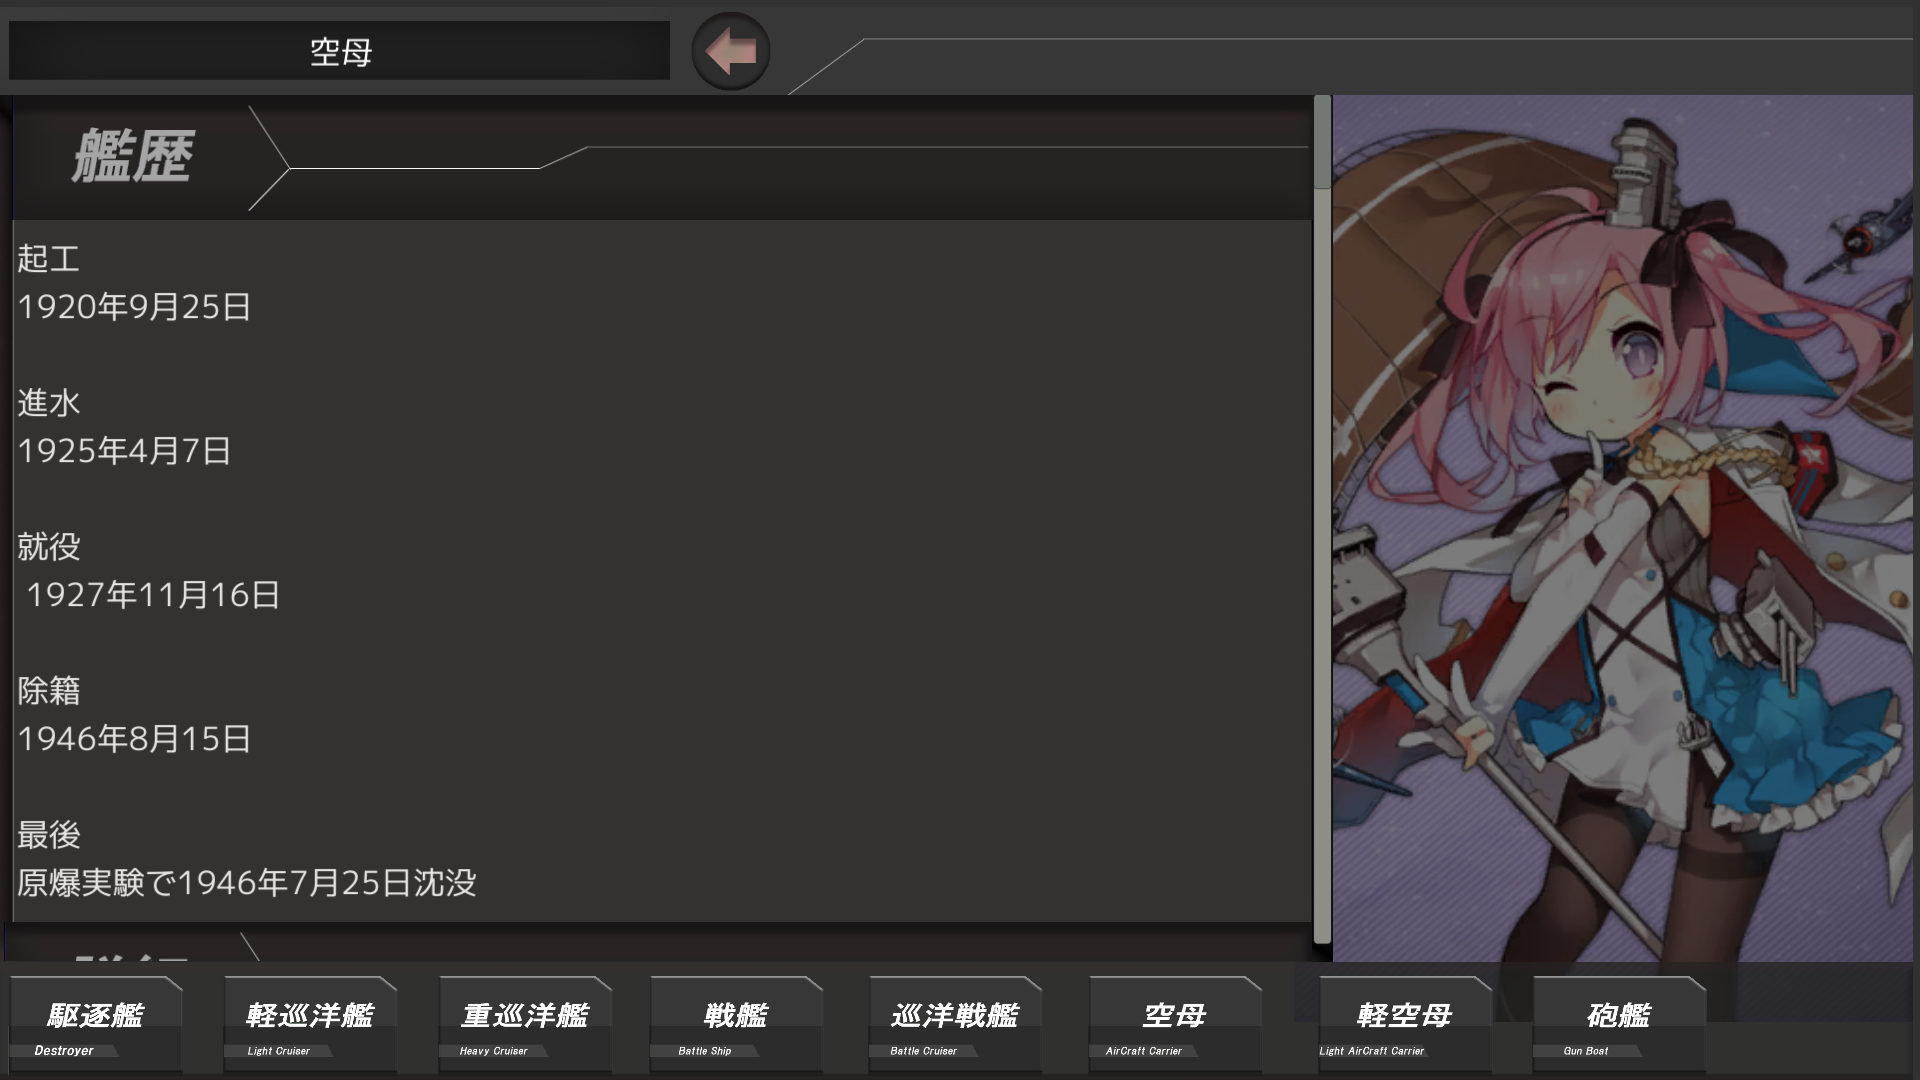 空母
艦歴
起工
1920年9月25日
進水
1925年4月7日
就役
1927年11月16日
除籍
1946年8月15日
最後
原爆実験で1946年7月25日沈没
駆逐艦
Destroyer
軽巡洋艦
Light Cruiser
重巡洋艦
Heavy Cruiser
戦艦
Battle Ship
巡洋戦艦
Battle Cruiser
空母
AirCraft Carrier
軽空母
Light AirCraft Carrier
砲艦
Gun Boat